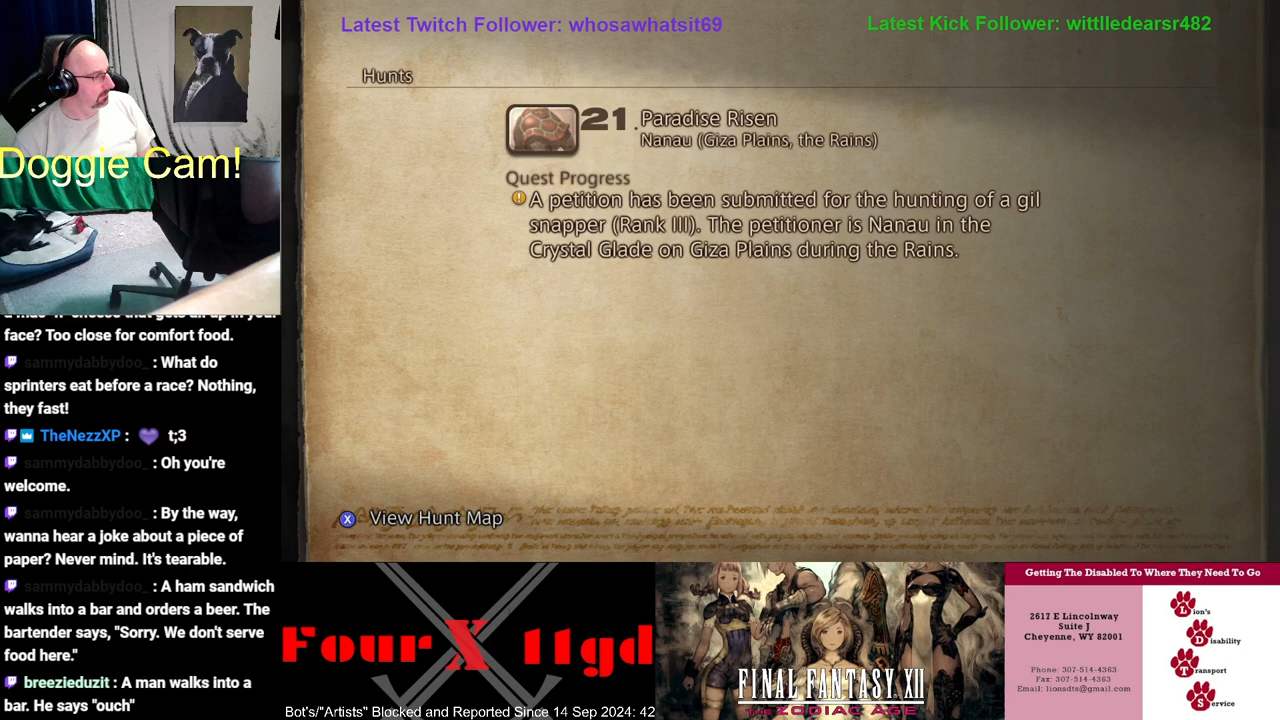 Latest Twitch Follower: whosawhatsit69
Latest Kick Follower: wittlledearsr482
Doggie Cam!
Hunts
21. Paradise Risen
Nanau (Giza Plains, the Rains)
Quest Progress
A petition has been submitted for the hunting of a gil
snapper (Rank III). The petitioner is Nanau in the
Crystal Glade on Giza Plains during the Rains.
X View Hunt Map
face? Too close for comfort food.
sammydabbydoo_ : What do
sprinters eat before a race? Nothing,
they fast!
TheNezzXP : t;3
sammydabbydoo_ : Oh you're
welcome.
sammydabbydoo_ : By the way,
wanna hear a joke about a piece of
paper? Never mind. It's tearable.
sammydabbydoo_ : A ham sandwich
walks into a bar and orders a beer. The
bartender says, "Sorry. We don't serve
food here."
breezieduzit : A man walks into a
bar. He says "ouch"
FourX 11gd
Bot's/"Artists" Blocked and Reported Since 14 Sep 2024: 42
FINAL FANTASY XII
THE ZODIAC AGE
Getting The Disabled To Where They Need To Go
2617 E Lincolnway
Suite J
Cheyenne, WY 82001
Phone: 307-514-4363
Fax: 307-514-4363
Email: lionsdts@gmail.com
Lion's
Disability
Transport
Service